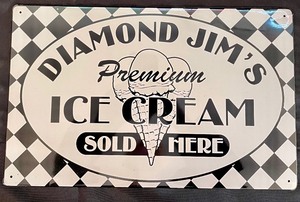 DIAMOND JIM'S
Premium
ICE CREAM
SOLD HERE